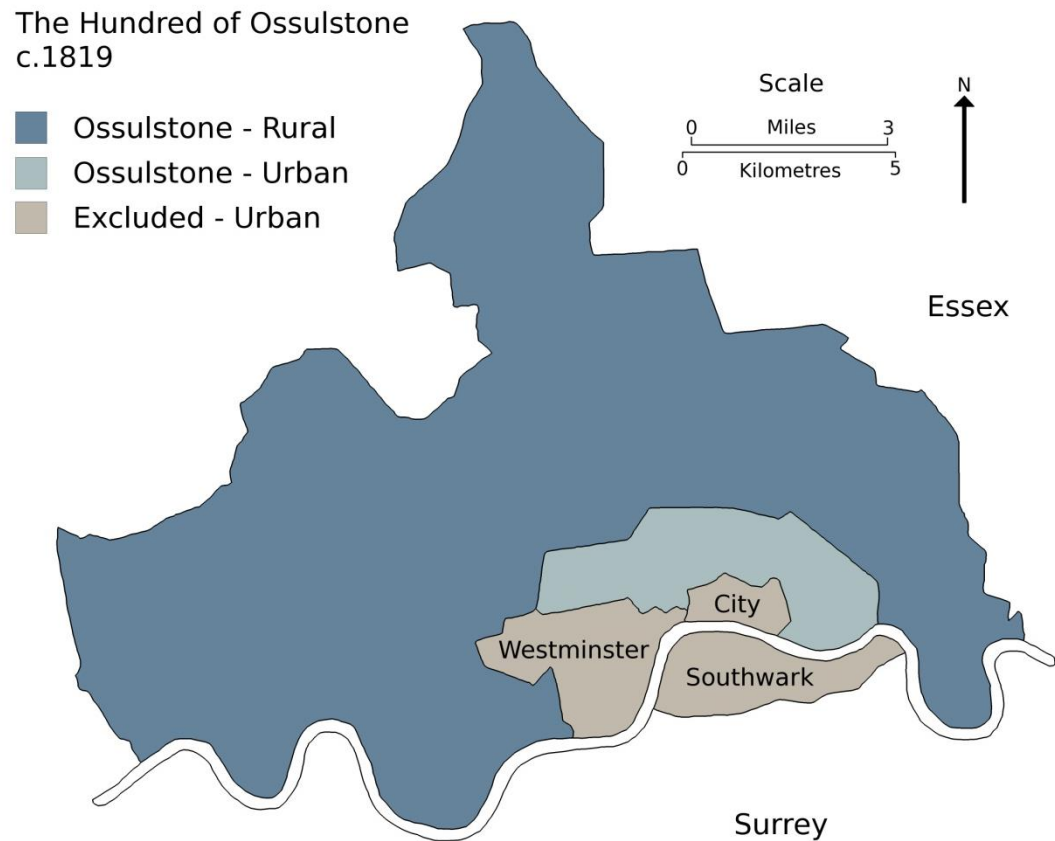 The Hundred of Ossulstone
c.1819
Ossulstone - Rural
Ossulstone - Urban
Excluded - Urban
Scale
0 Miles 3
0 Kilometres 5
N
Essex
City
Westminster
Southwark
Surrey